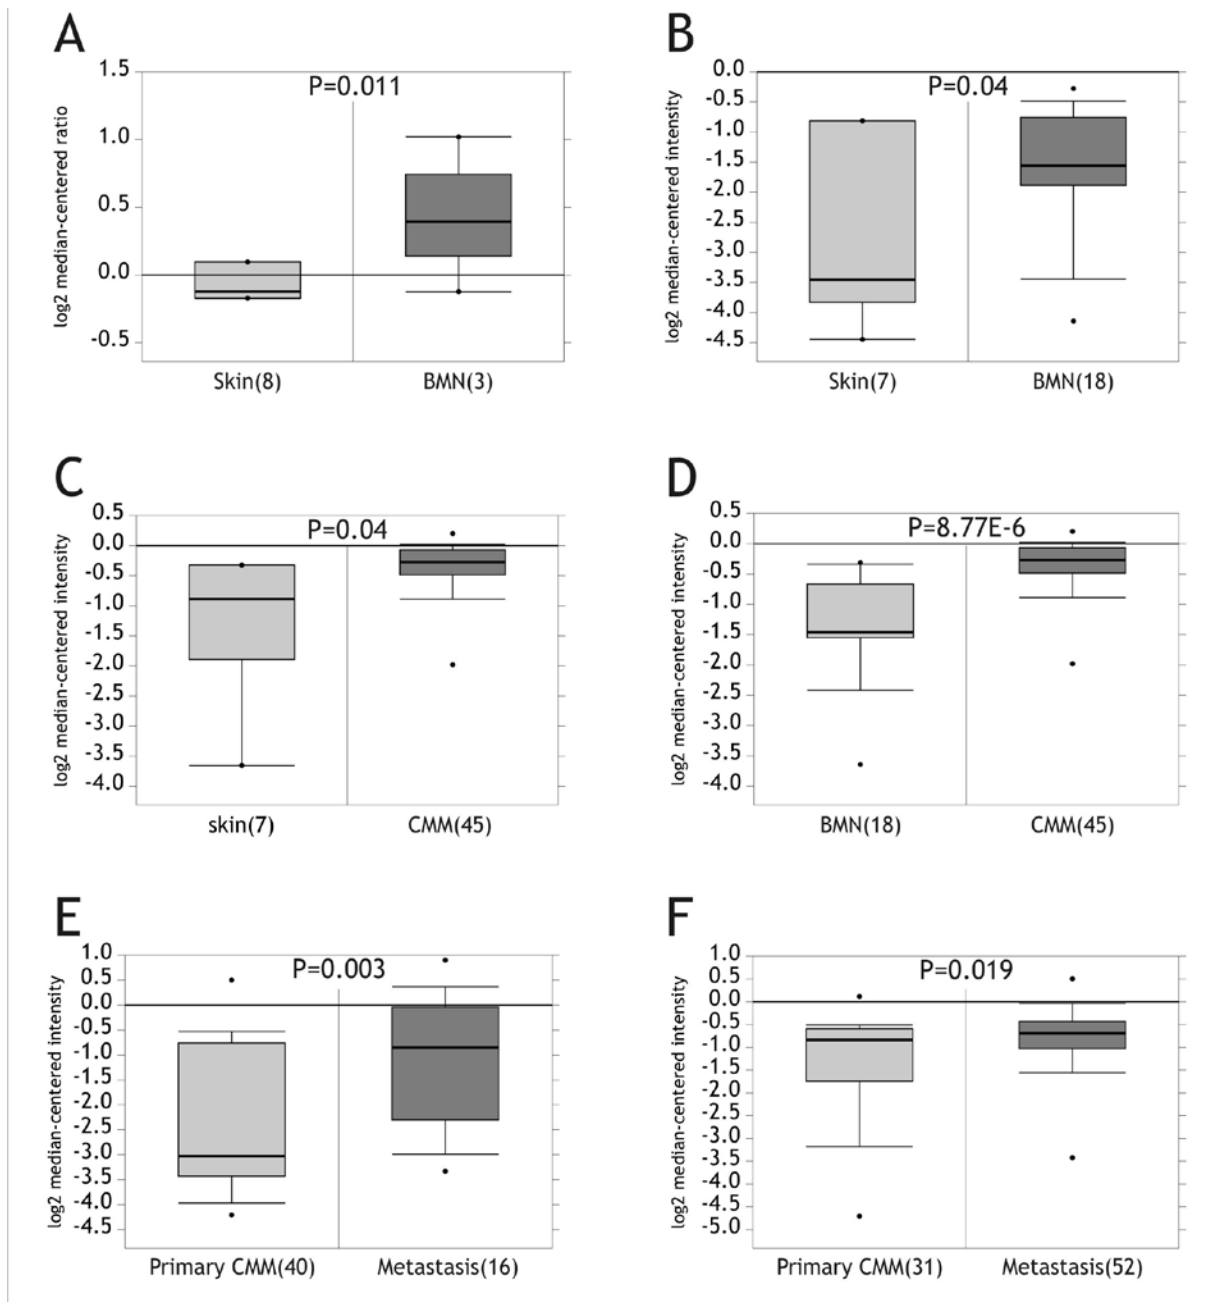 A
P=0.011
log2 median-centered ratio
1.5
1.0
0.5
0.0
-0.5
Skin(8)
BMN(3)
B
P=0.04
log2 median-centered intensity
0.0
-0.5
-1.0
-1.5
-2.0
-2.5
-3.0
-3.5
-4.0
-4.5
Skin(7)
BMN(18)
C
P=0.04
log2 median-centered intensity
0.5
0.0
-0.5
-1.0
-1.5
-2.0
-2.5
-3.0
-3.5
-4.0
skin(7)
CMM(45)
D
P=8.77E-6
log2 median-centered intensity
0.5
0.0
-0.5
-1.0
-1.5
-2.0
-2.5
-3.0
-3.5
-4.0
BMN(18)
CMM(45)
E
P=0.003
log2 median-centered intensity
1.0
0.5
0.0
-0.5
-1.0
-1.5
-2.0
-2.5
-3.0
-3.5
-4.0
-4.5
Primary CMM(40)
Metastasis(16)
F
P=0.019
log2 median-centered intensity
1.0
0.5
0.0
-0.5
-1.0
-1.5
-2.0
-2.5
-3.0
-3.5
-4.0
-4.5
-5.0
Primary CMM(31)
Metastasis(52)